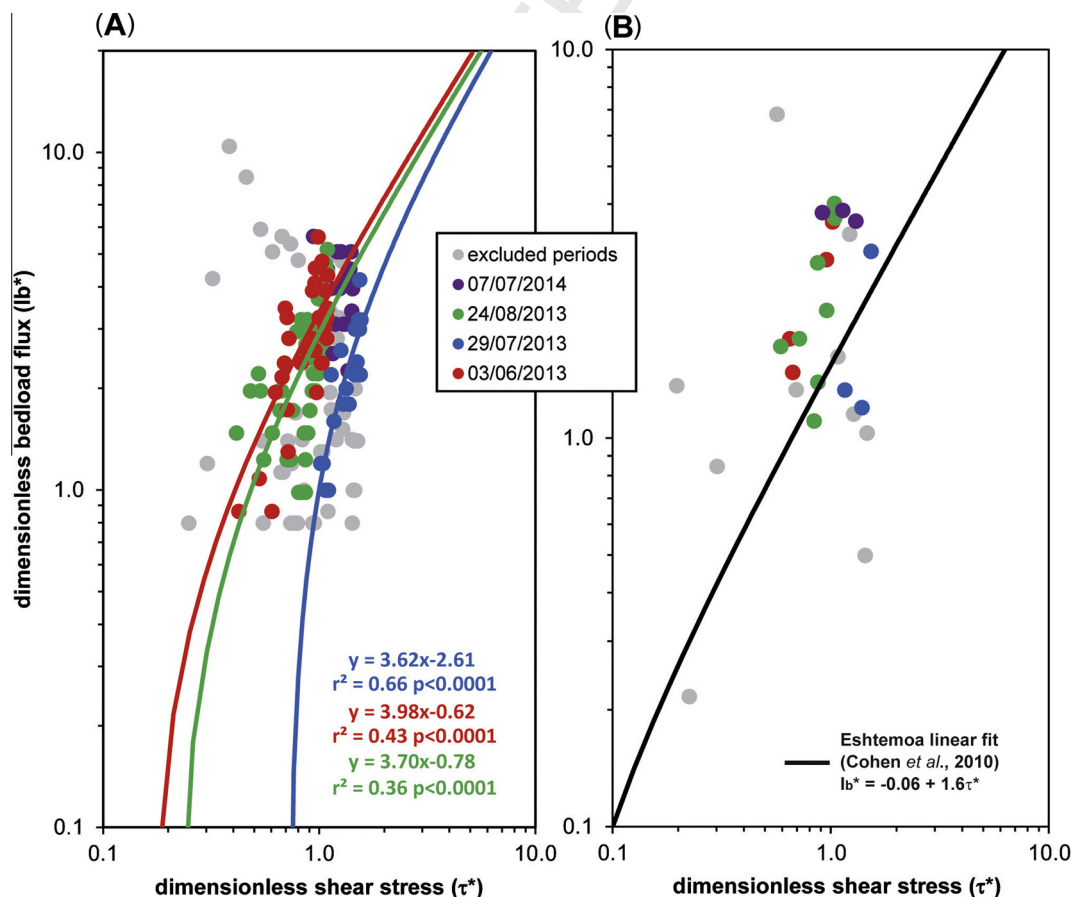 (A)
(B)
dimensionless bedload flux (Ib*)
10.0
1.0
0.1
0.1
1.0
10.0
dimensionless shear stress (τ*)
excluded periods
07/07/2014
24/08/2013
29/07/2013
03/06/2013
y = 3.62x-2.61
r² = 0.66 p<0.0001
y = 3.98x-0.62
r² = 0.43 p<0.0001
y = 3.70x-0.78
r² = 0.36 p<0.0001
10.0
1.0
0.1
0.1
1.0
10.0
dimensionless shear stress (τ*)
Eshtemoa linear fit
(Cohen et al., 2010)
Ib* = -0.06 + 1.6τ*